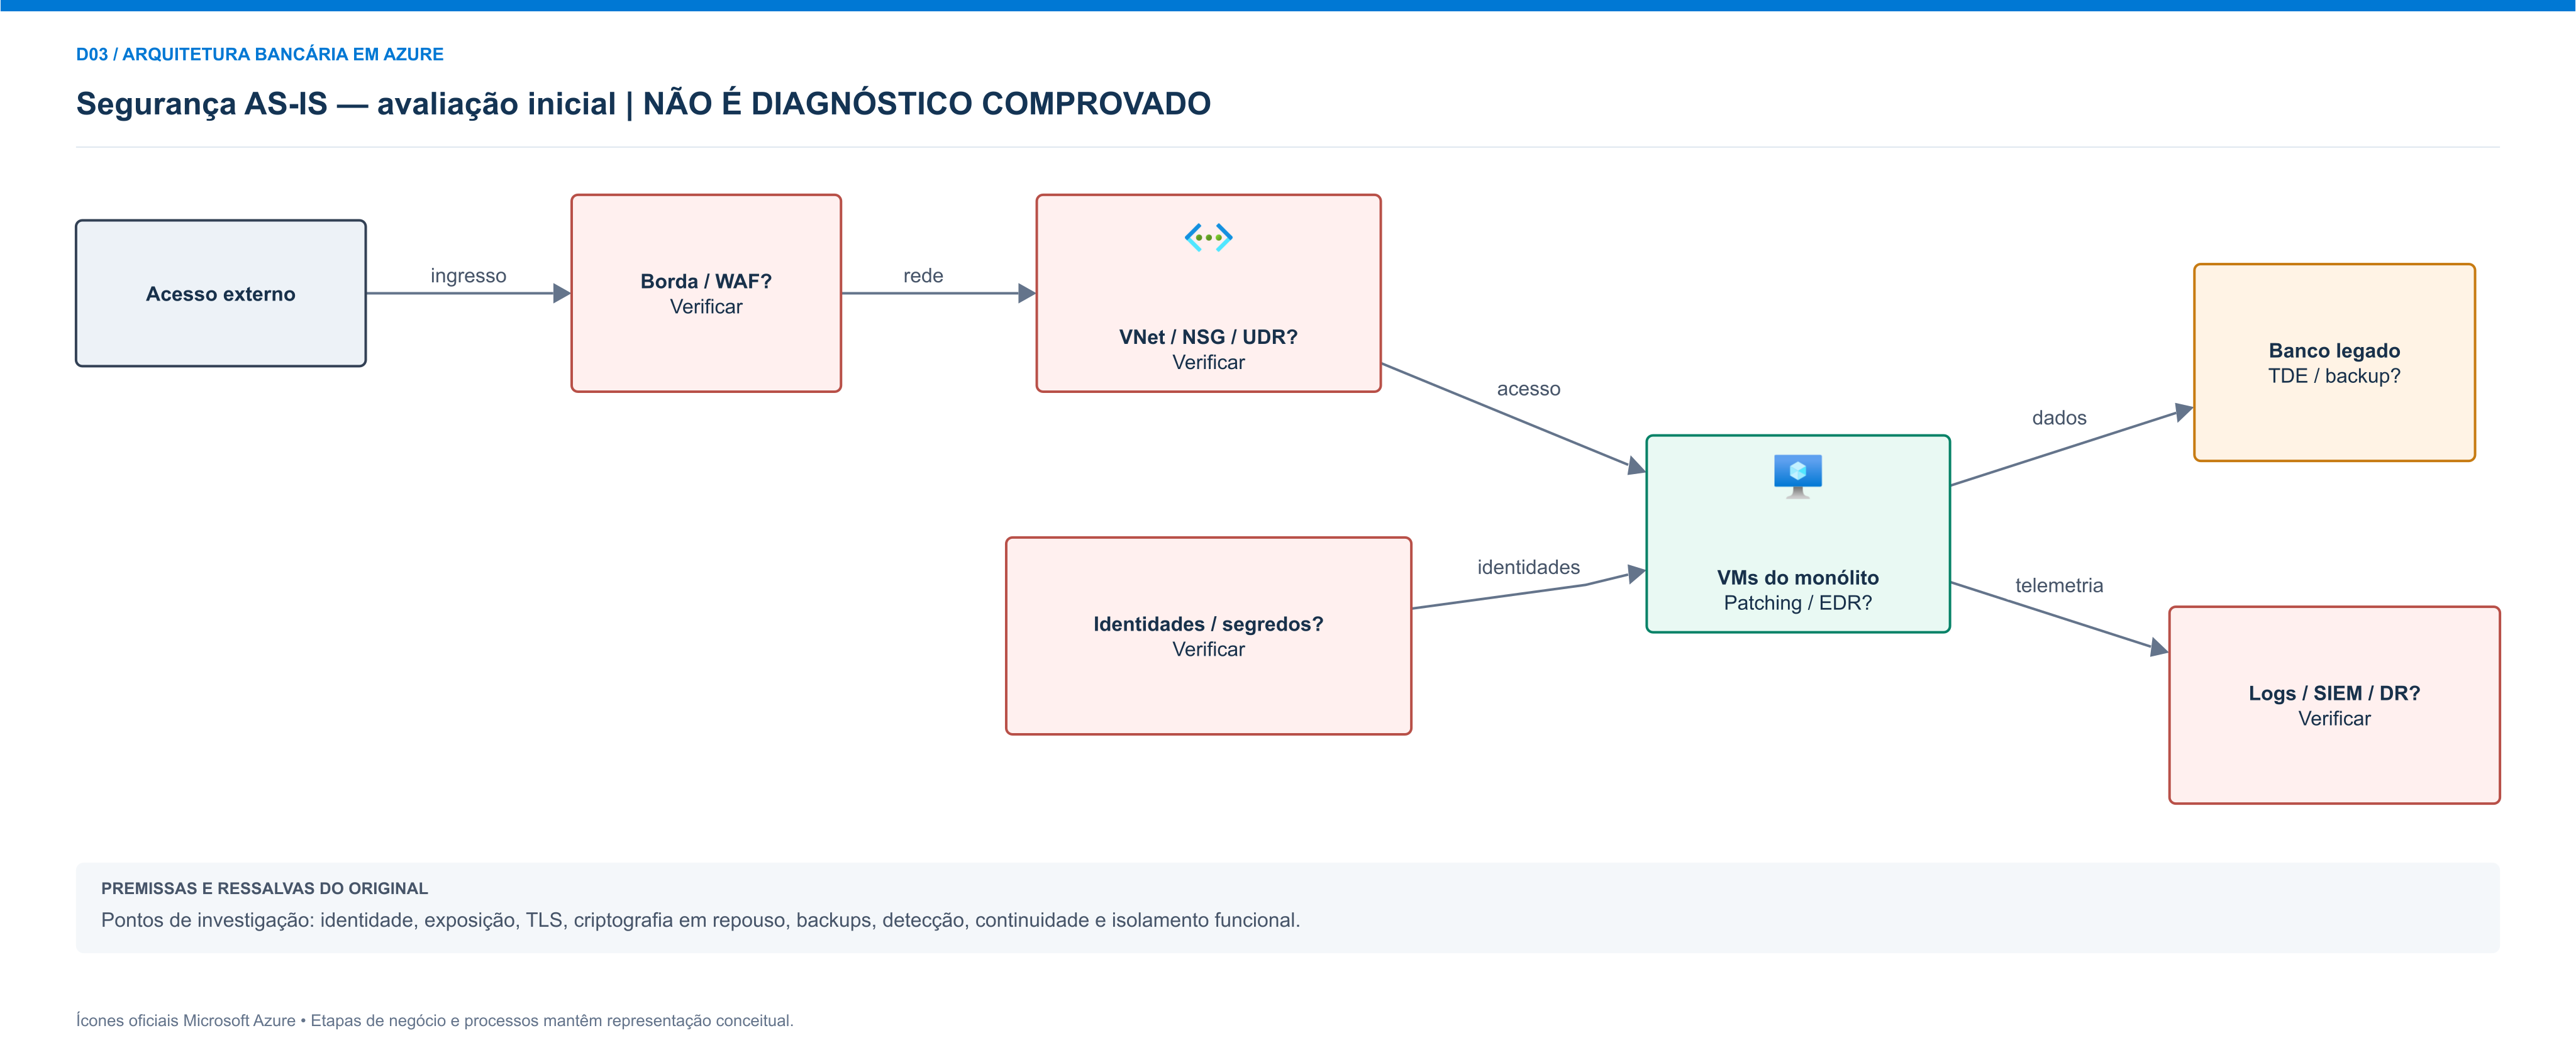 D03 / ARQUITETURA BANCÁRIA EM AZURE
Segurança AS-IS — avaliação inicial | NÃO É DIAGNÓSTICO COMPROVADO
Acesso externo
ingresso
Borda / WAF?
Verificar
rede
VNet / NSG / UDR?
Verificar
acesso
Identidades / segredos?
Verificar
identidades
VMs do monólito
Patching / EDR?
dados
Banco legado
TDE / backup?
telemetria
Logs / SIEM / DR?
Verificar
PREMISSAS E RESSALVAS DO ORIGINAL
Pontos de investigação: identidade, exposição, TLS, criptografia em repouso, backups, detecção, continuidade e isolamento funcional.
Ícones oficiais Microsoft Azure • Etapas de negócio e processos mantêm representação conceitual.